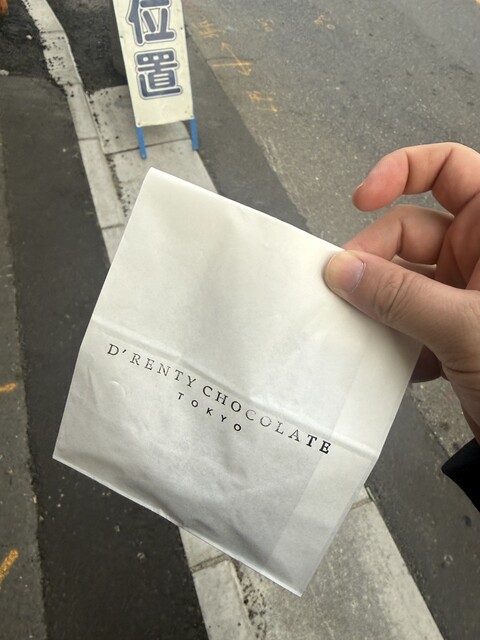 位
置
D'RENTY CHOCOLATE
TOKYO